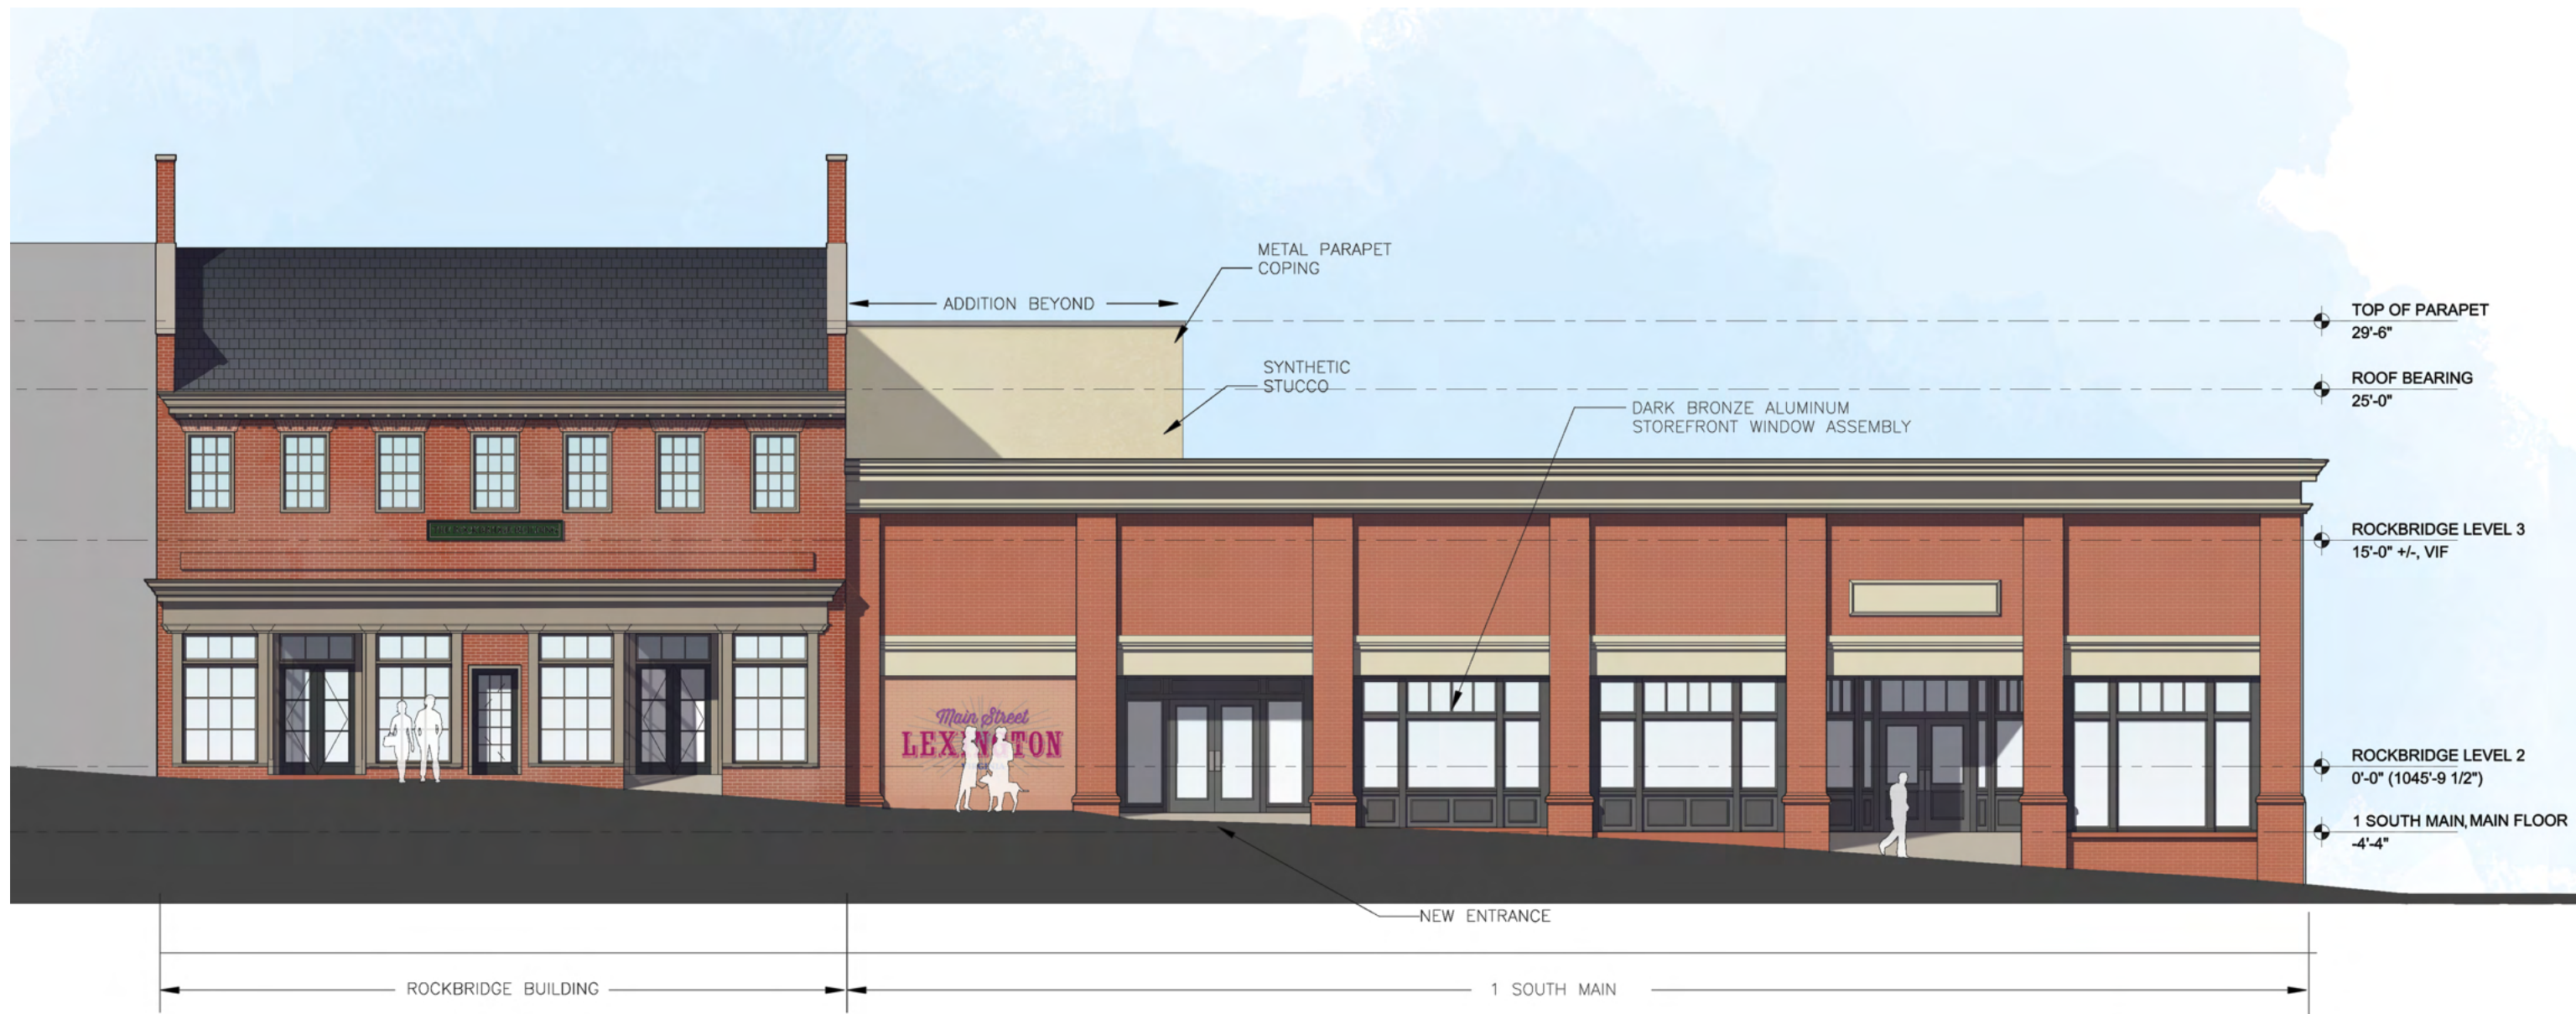 METAL PARAPET
COPING
ADDITION BEYOND
TOP OF PARAPET
29'-6"
SYNTHETIC
STUCCO
ROOF BEARING
25'-0"
DARK BRONZE ALUMINUM
STOREFRONT WINDOW ASSEMBLY
ROCKBRIDGE LEVEL 3
15'-0" +/-, VIF
Main Street
LEXINGTON
ROCKBRIDGE LEVEL 2
0'-0" (1045'-9 1/2")
1 SOUTH MAIN, MAIN FLOOR
-4'-4"
NEW ENTRANCE
ROCKBRIDGE BUILDING
1 SOUTH MAIN